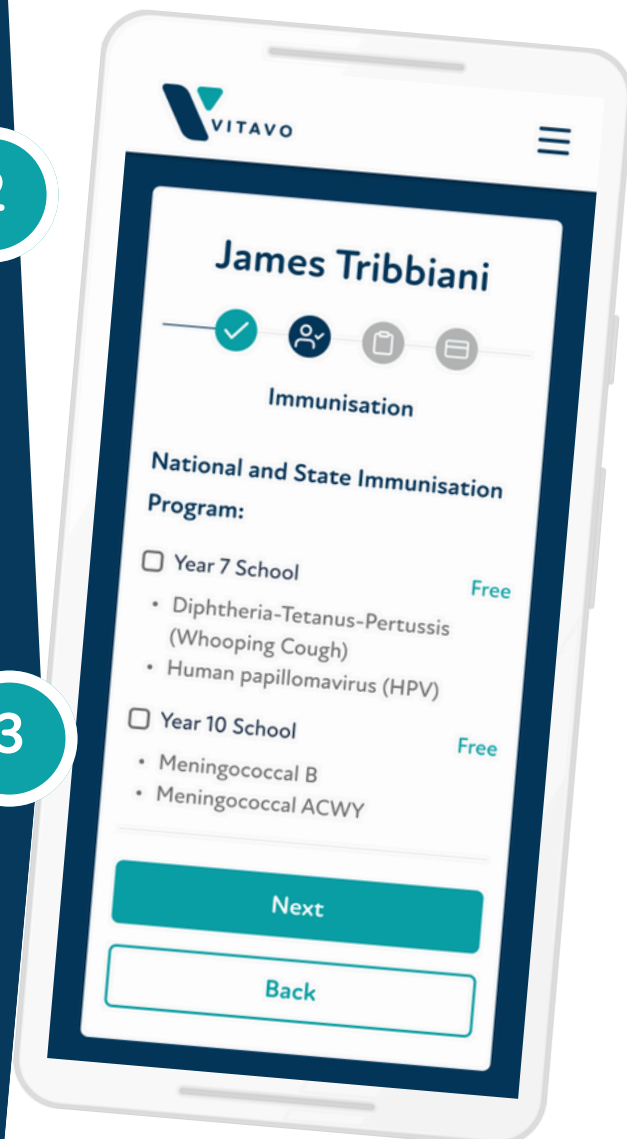 VITAVO
2
James Tribbiani
Immunisation
National and State Immunisation
Program:
Year 7 School Free
• Diphtheria-Tetanus-Pertussis
(Whooping Cough)
• Human papillomavirus (HPV)
3
Year 10 School Free
• Meningococcal B
• Meningococcal ACWY
Next
Back